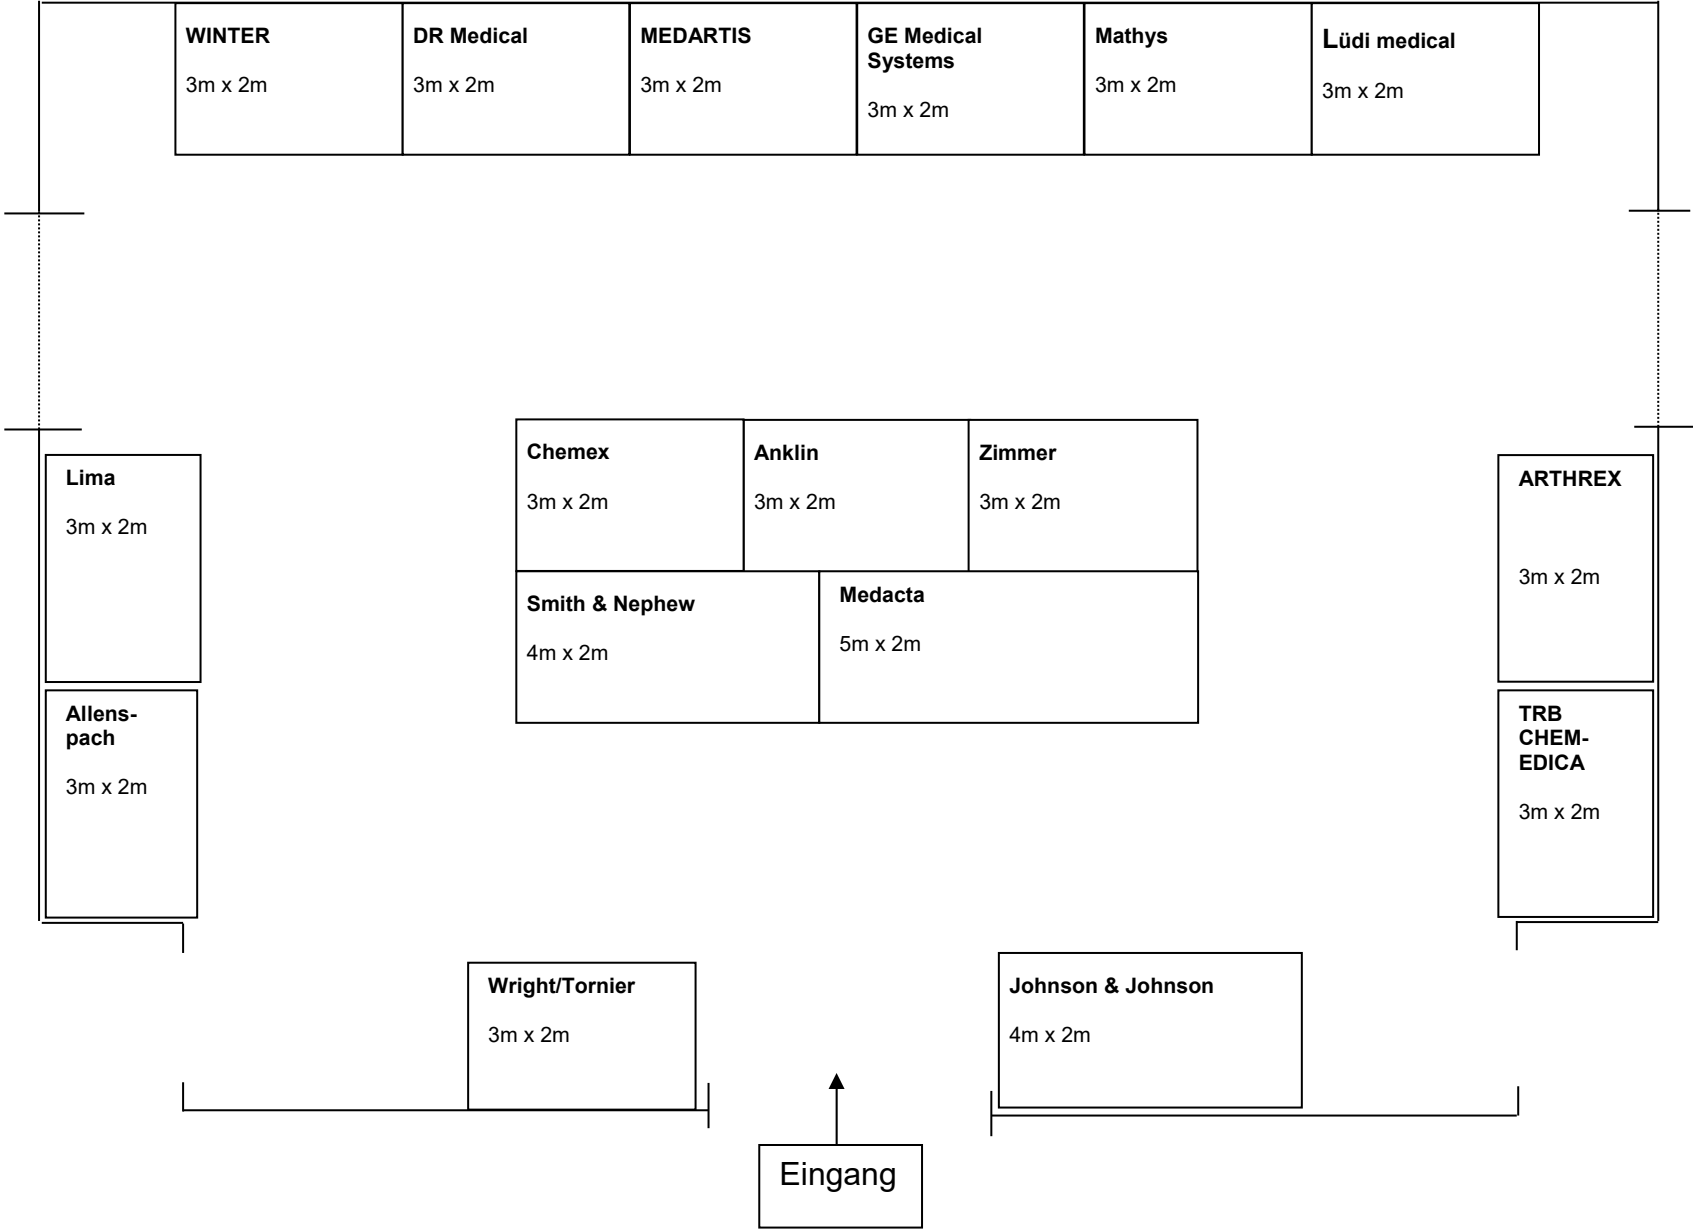 WINTER
3m x 2m
DR Medical
3m x 2m
MEDARTIS
3m x 2m
GE Medical
Systems
3m x 2m
Mathys
3m x 2m
Lüdi medical
3m x 2m
Lima
3m x 2m
Chemex
3m x 2m
Anklin
3m x 2m
Zimmer
3m x 2m
ARTHREX
3m x 2m
Smith & Nephew
4m x 2m
Medacta
5m x 2m
Allens-
pach
3m x 2m
TRB
CHEM-
EDICA
3m x 2m
Wright/Tornier
3m x 2m
Johnson & Johnson
4m x 2m
Eingang